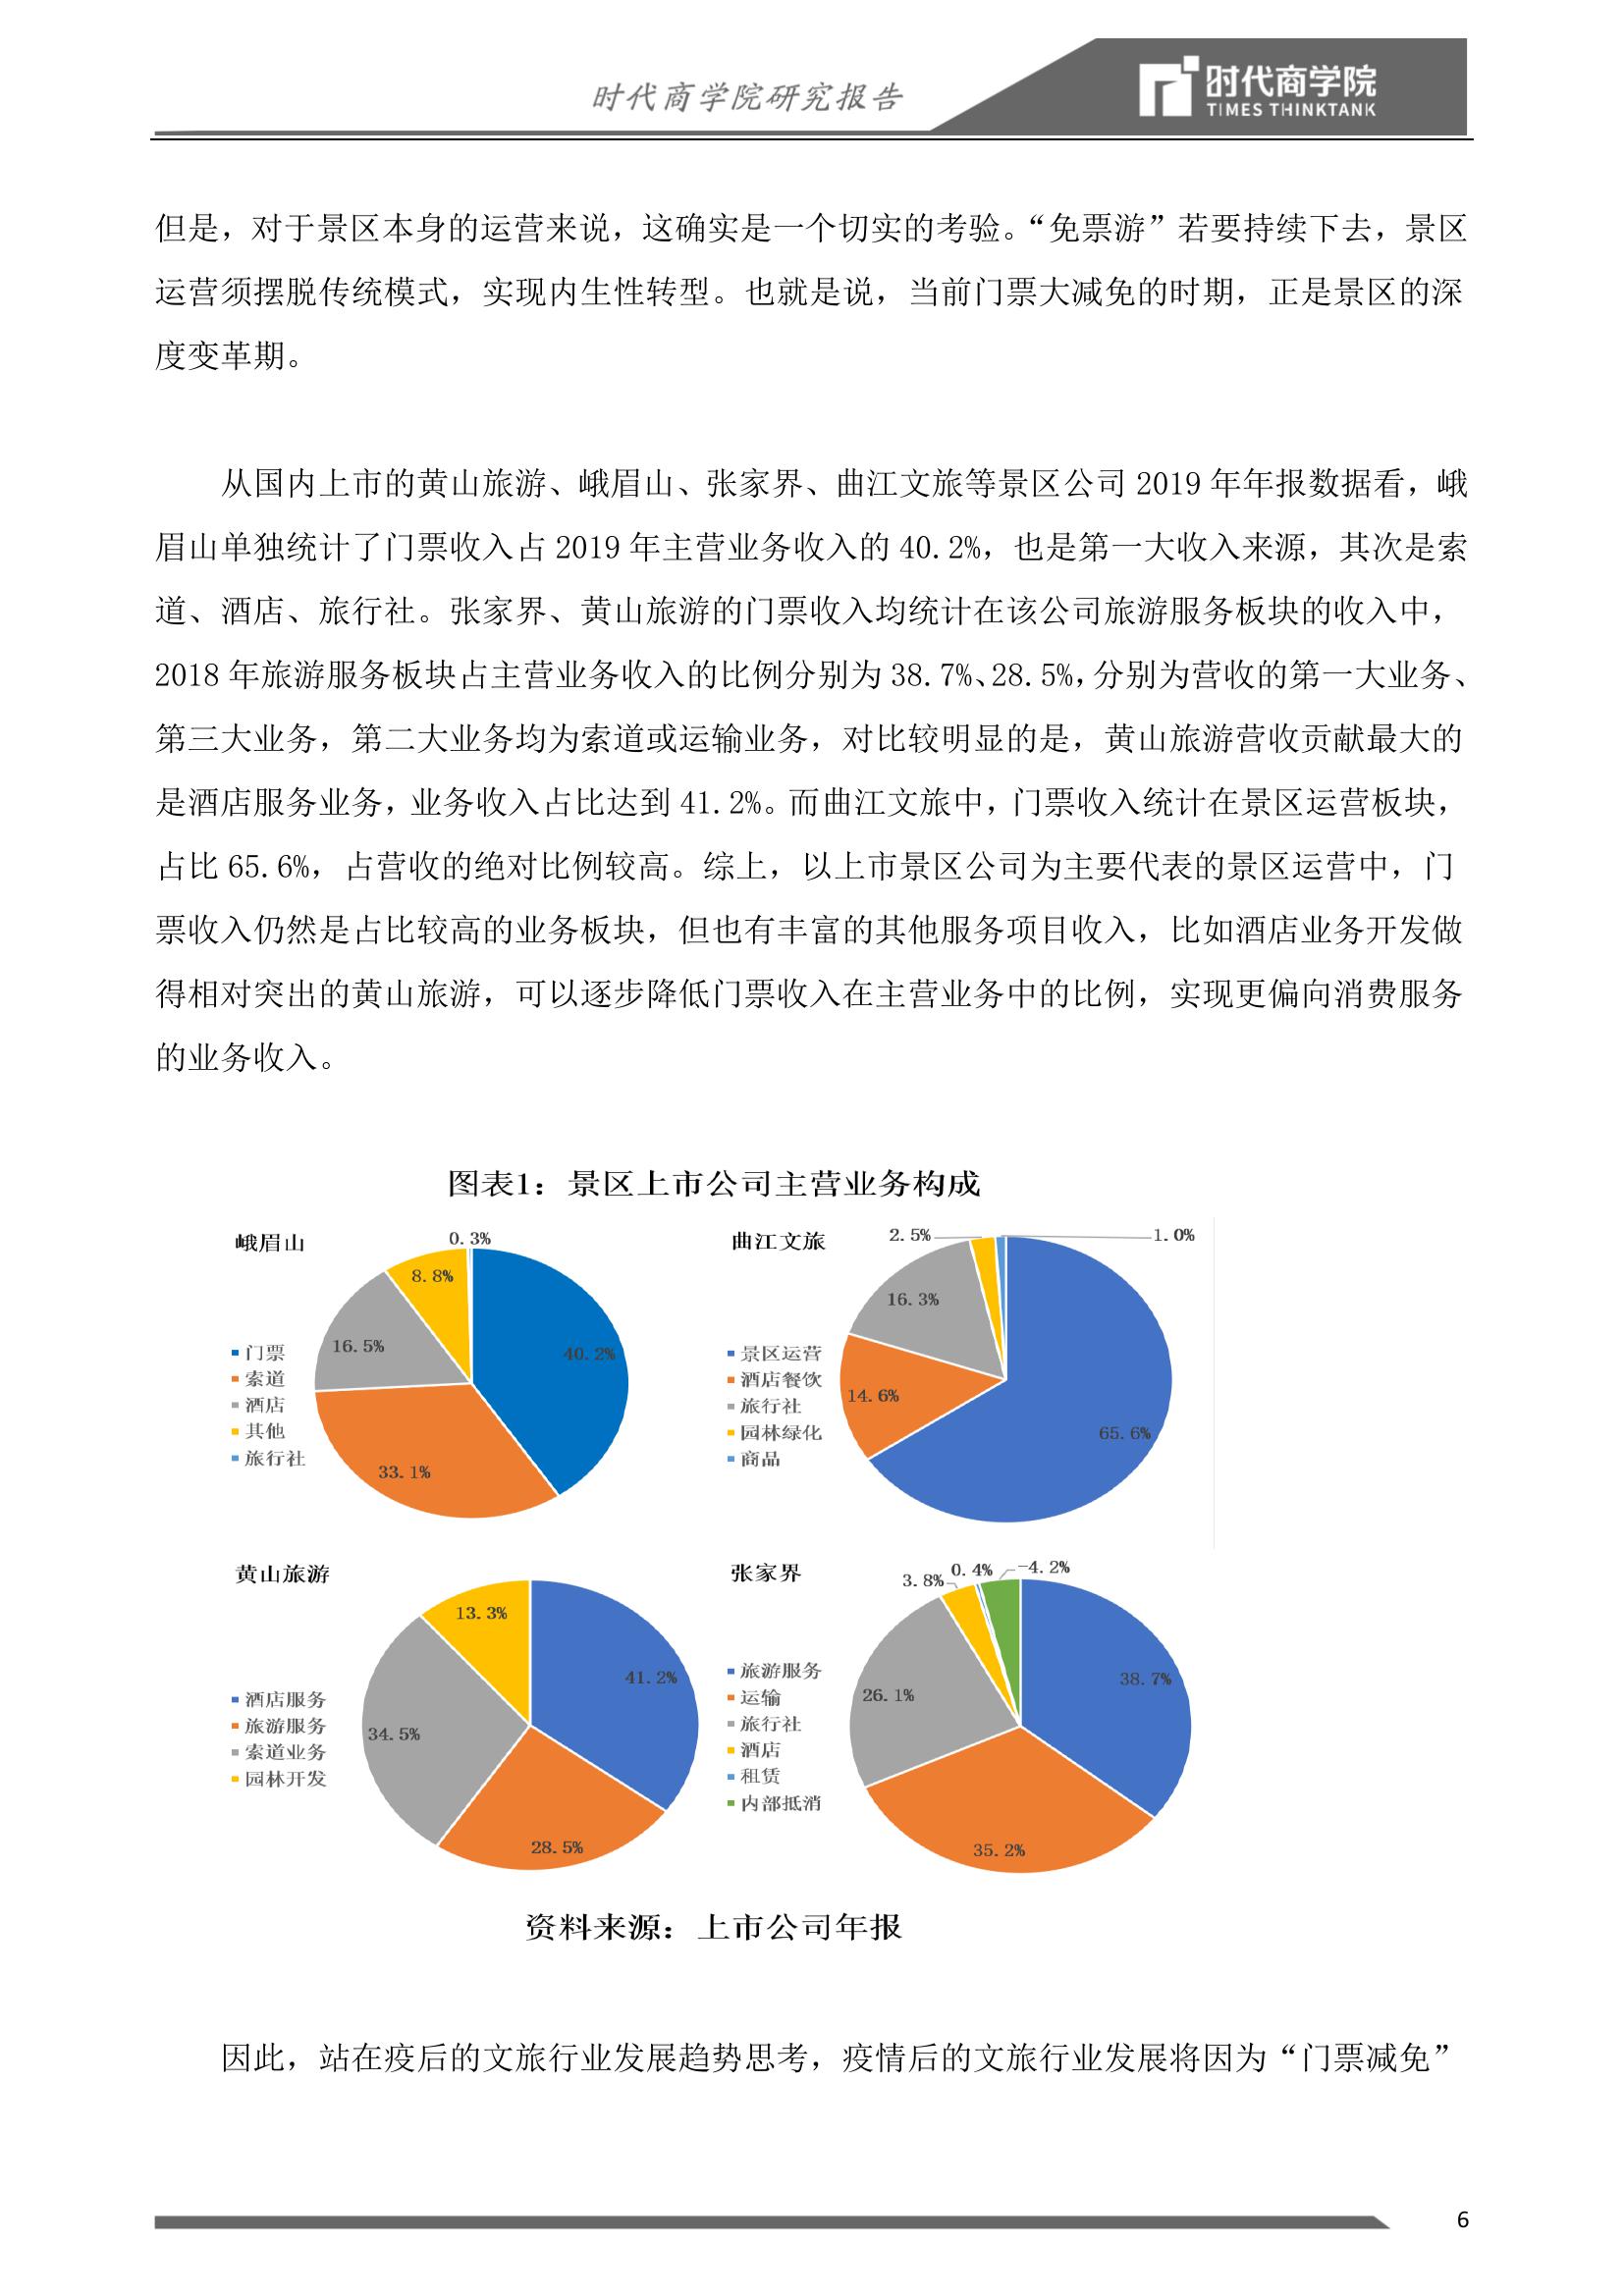 时代商学院研究报告
时代商学院
TIMES THINKTANK
但是，对于景区本身的运营来说，这确实是一个切实的考验。“免票游”若要持续下去，景区
运营须摆脱传统模式，实现内生性转型。也就是说，当前门票大减免的时期，正是景区的深
度变革期。
从国内上市的黄山旅游、峨眉山、张家界、曲江文旅等景区公司 2019 年年报数据看，峨
眉山单独统计了门票收入占 2019 年主营业务收入的 40.2%，也是第一大收入来源，其次是索
道、酒店、旅行社。张家界、黄山旅游的门票收入均统计在该公司旅游服务板块的收入中，
2018 年旅游服务板块占主营业务收入的比例分别为 38.7%、28.5%，分别为营收的第一大业务、
第三大业务，第二大业务均为索道或运输业务，对比较明显的是，黄山旅游营收贡献最大的
是酒店服务业务，业务收入占比达到 41.2%。而曲江文旅中，门票收入统计在景区运营板块，
占比 65.6%，占营收的绝对比例较高。综上，以上市景区公司为主要代表的景区运营中，门
票收入仍然是占比较高的业务板块，但也有丰富的其他服务项目收入，比如酒店业务开发做
得相对突出的黄山旅游，可以逐步降低门票收入在主营业务中的比例，实现更偏向消费服务
的业务收入。
图表1：景区上市公司主营业务构成
峨眉山
0.3%
8.8%
16.5%
40.2%
33.1%
门票
索道
酒店
其他
旅行社
曲江文旅
2.5%
1.0%
16.3%
14.6%
65.6%
景区运营
酒店餐饮
旅行社
园林绿化
商品
黄山旅游
13.3%
41.2%
34.5%
28.5%
酒店服务
旅游服务
索道业务
园林开发
张家界
3.8%
0.4%
-4.2%
38.7%
26.1%
35.2%
旅游服务
运输
旅行社
酒店
租赁
内部抵消
资料来源：上市公司年报
因此，站在疫后的文旅行业发展趋势思考，疫情后的文旅行业发展将因为“门票减免”
6